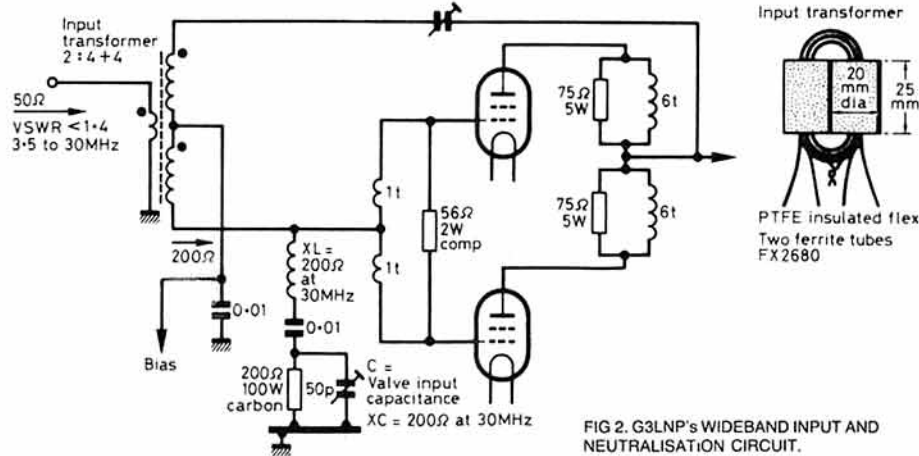 Input
transformer
2:4+4
50Ω
VSWR <1·4
3·5 to 30MHz
200Ω
0·01
Bias
XL=
200Ω
at
30MHz
0·01
200Ω
100W
carbon
50p
C =
Valve input
capacitance
XC = 200Ω at 30MHz
1t
1t
56Ω
2W
comp
75Ω
5W
6t
75Ω
5W
6t
Input transformer
20
mm
dia
25
mm
PTFE insulated flex
Two ferrite tubes
FX2680
FIG 2. G3LNP's WIDEBAND INPUT AND
NEUTRALISATION CIRCUIT.